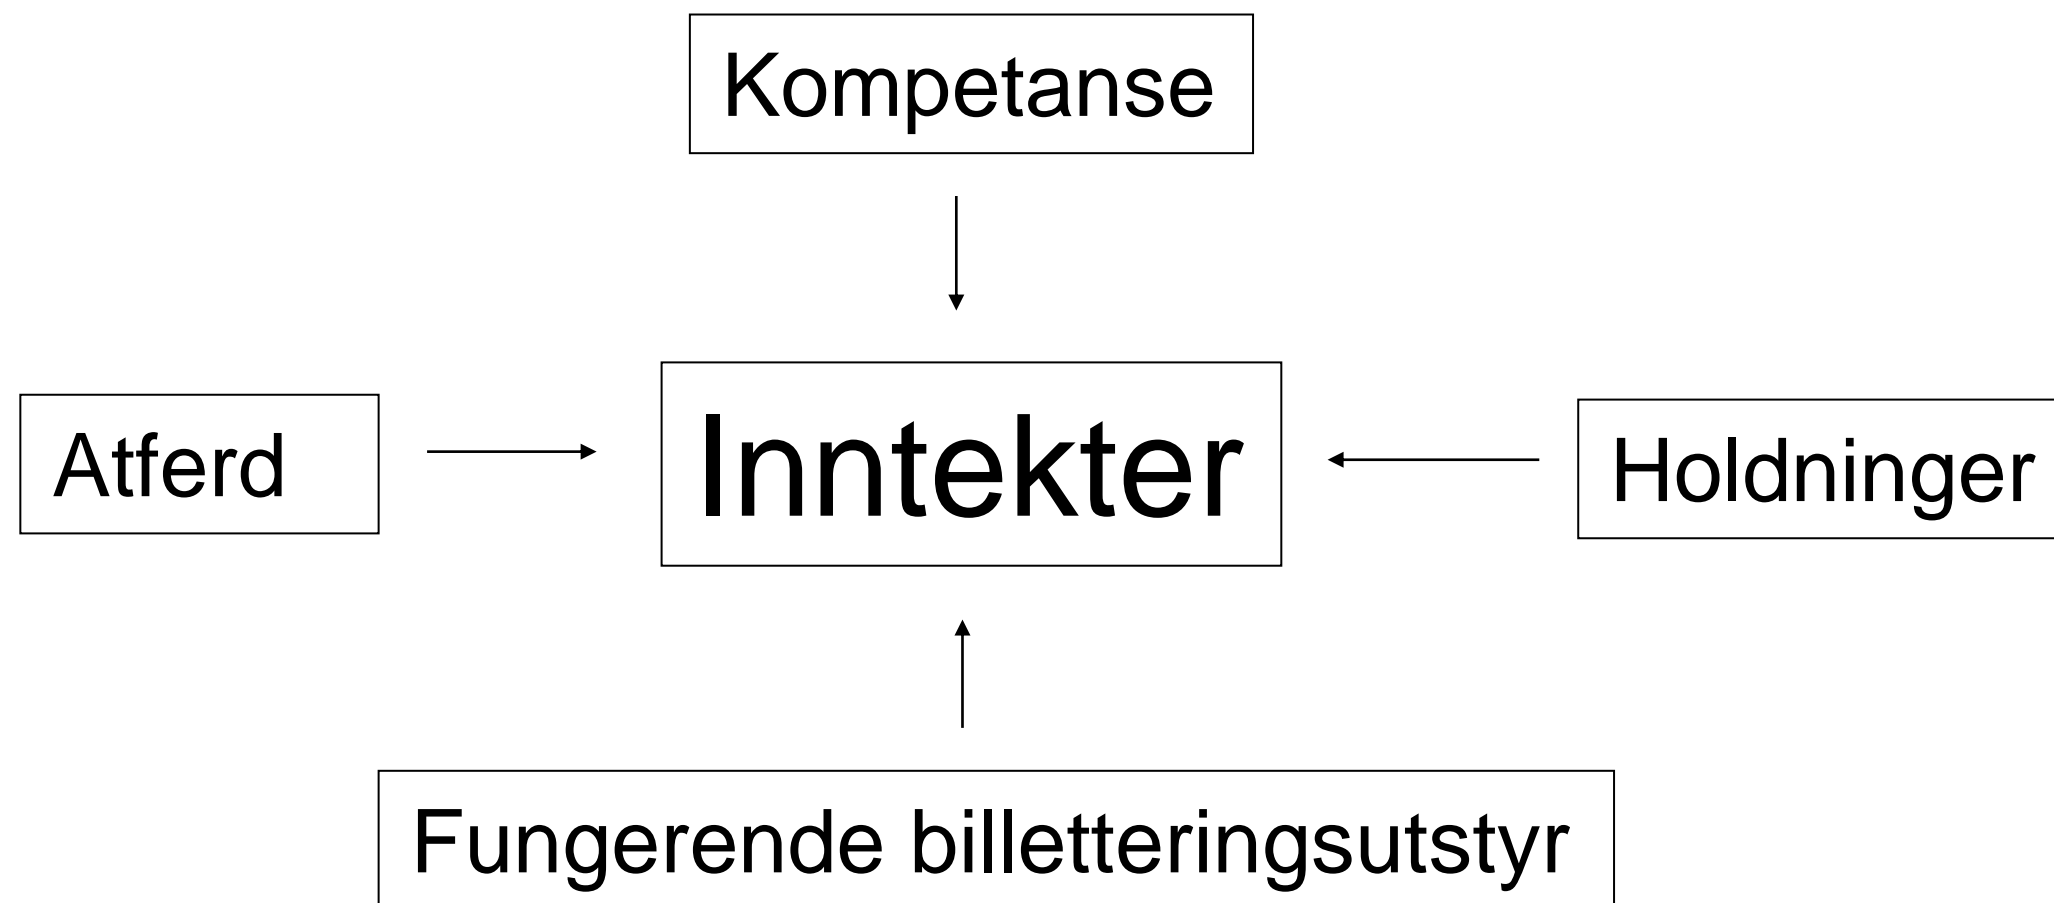 Kompetanse
Atferd
Inntekter
Holdninger
Fungerende billetteringsutstyr